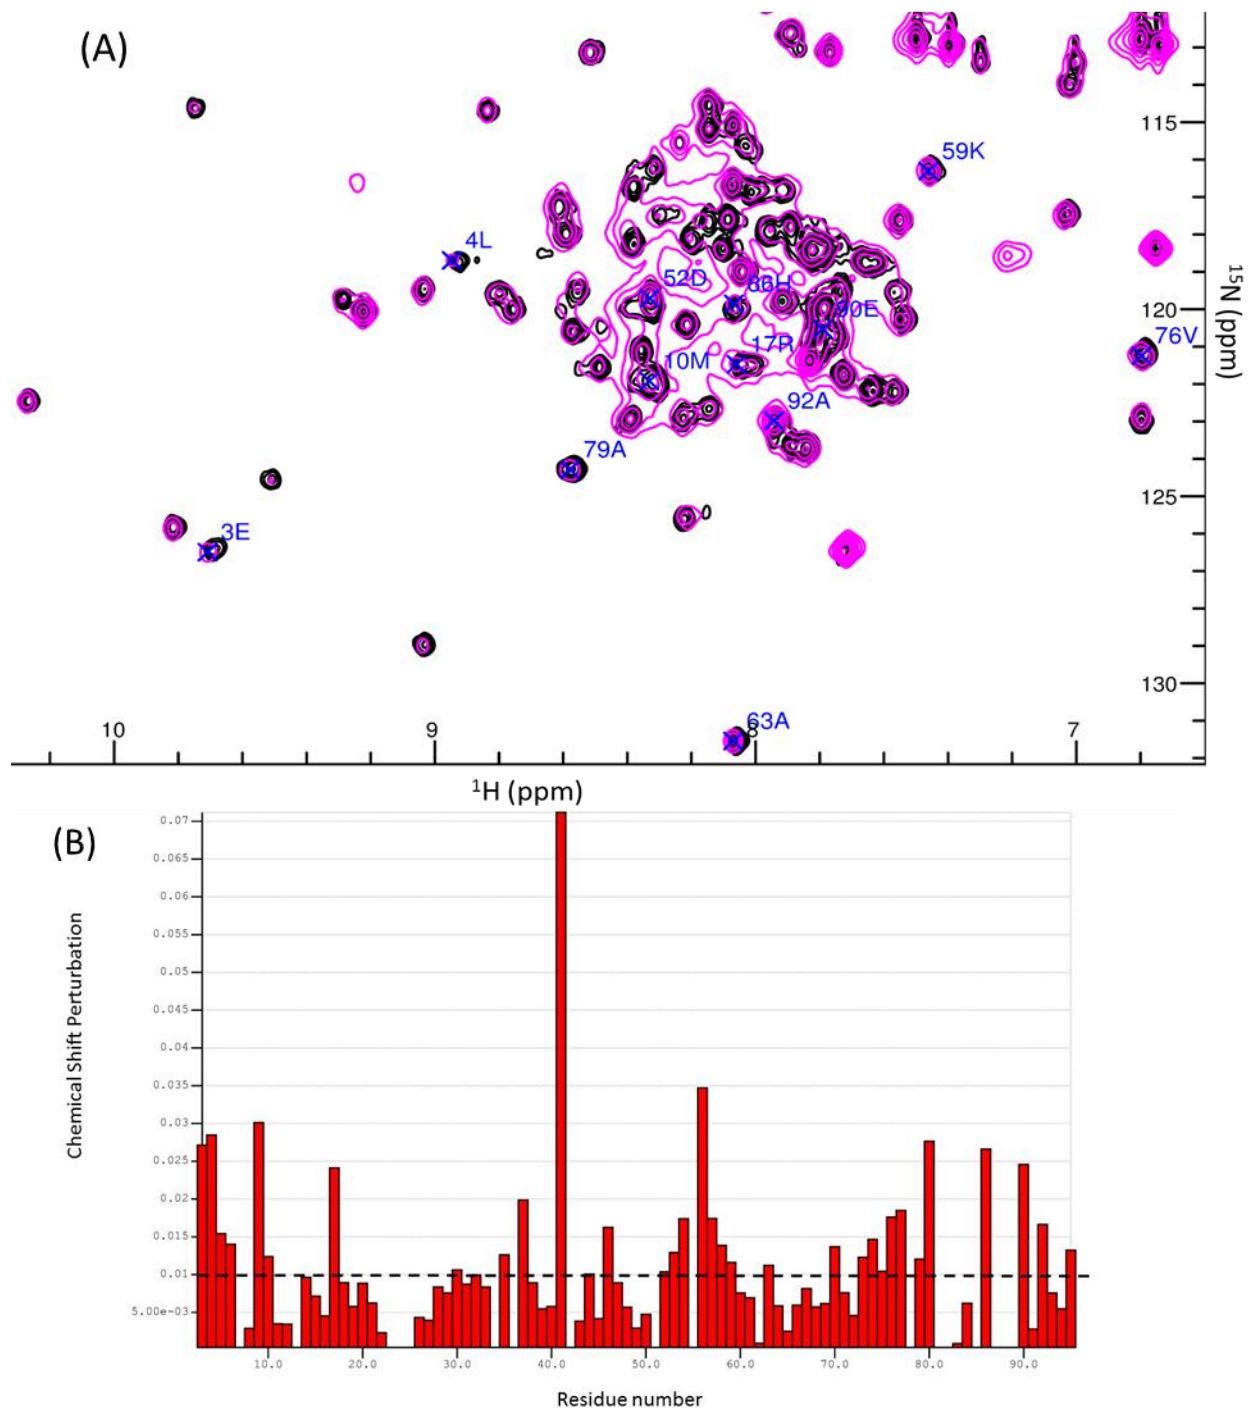 (A)
115
59K
4L
52D
86H
120
90E
17R
76V
10M
92A
79A
125
3E
130
63A
10
9
8
7
¹H (ppm)
¹⁵N (ppm)
(B)
0.07
0.065
0.06
0.055
0.05
0.045
0.04
0.035
0.03
0.025
0.02
0.015
0.01
5.00e-03
Chemical Shift Perturbation
10.0 20.0 30.0 40.0 50.0 60.0 70.0 80.0 90.0
Residue number